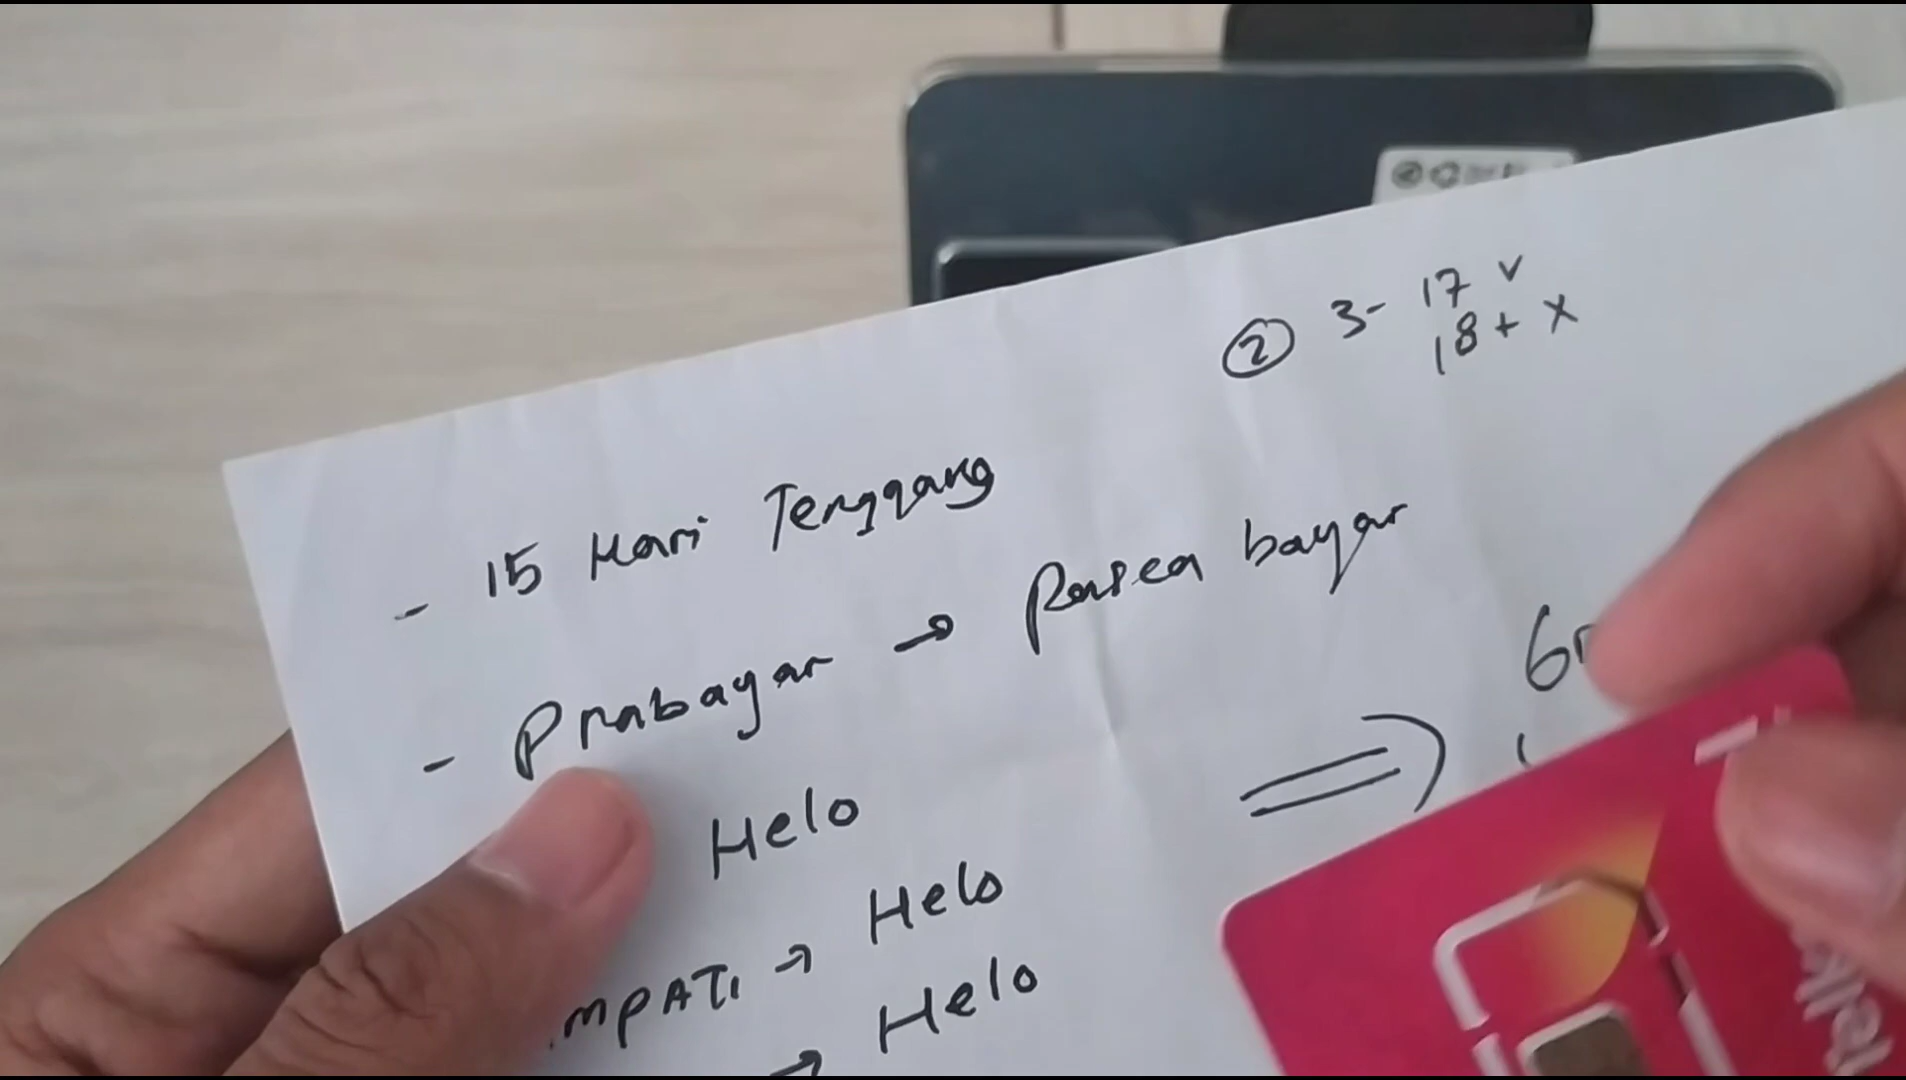 ② 3- 17 v
18+ x
- 15 Hari Tenggang
- Prabayar → Pasca bayar
Helo
⇒
MPATI → Helo
→ Helo